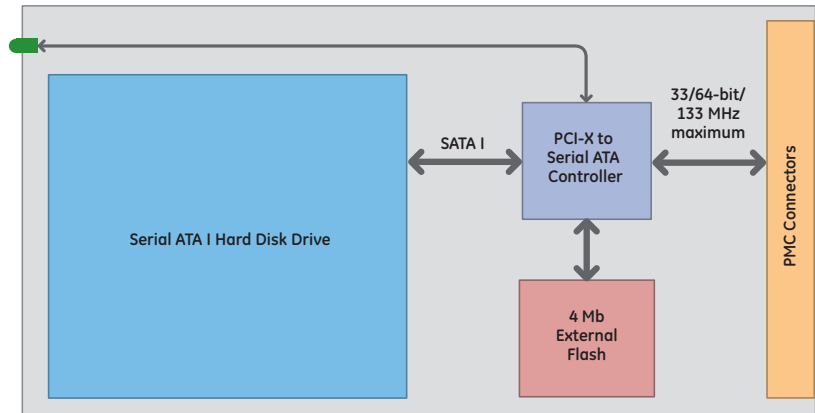 33/64-bit/
133 MHz
maximum
SATA I
PCI-X to
Serial ATA
Controller
Serial ATA I Hard Disk Drive
PMC Connectors
4 Mb
External
Flash